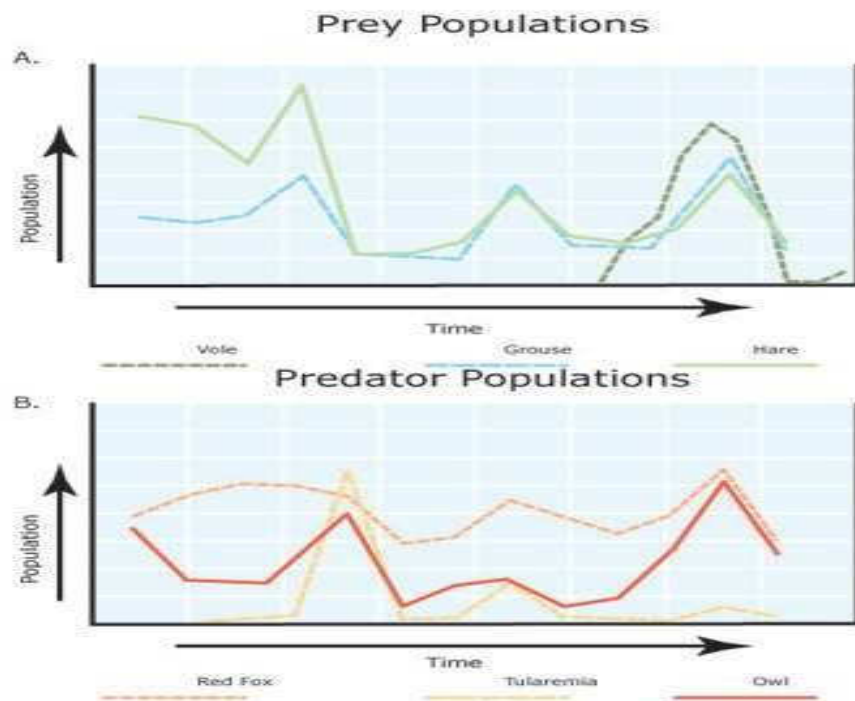 Prey Populations
A.
Population
Time
Vole Grouse Hare
Predator Populations
B.
Population
Time
Red Fox Tularemia Owl